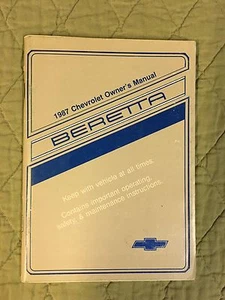 1987 Chevrolet Owner's Manual
BERETTA
Keep with vehicle at all times.
Contains important operating,
safety, & maintenance instructions.